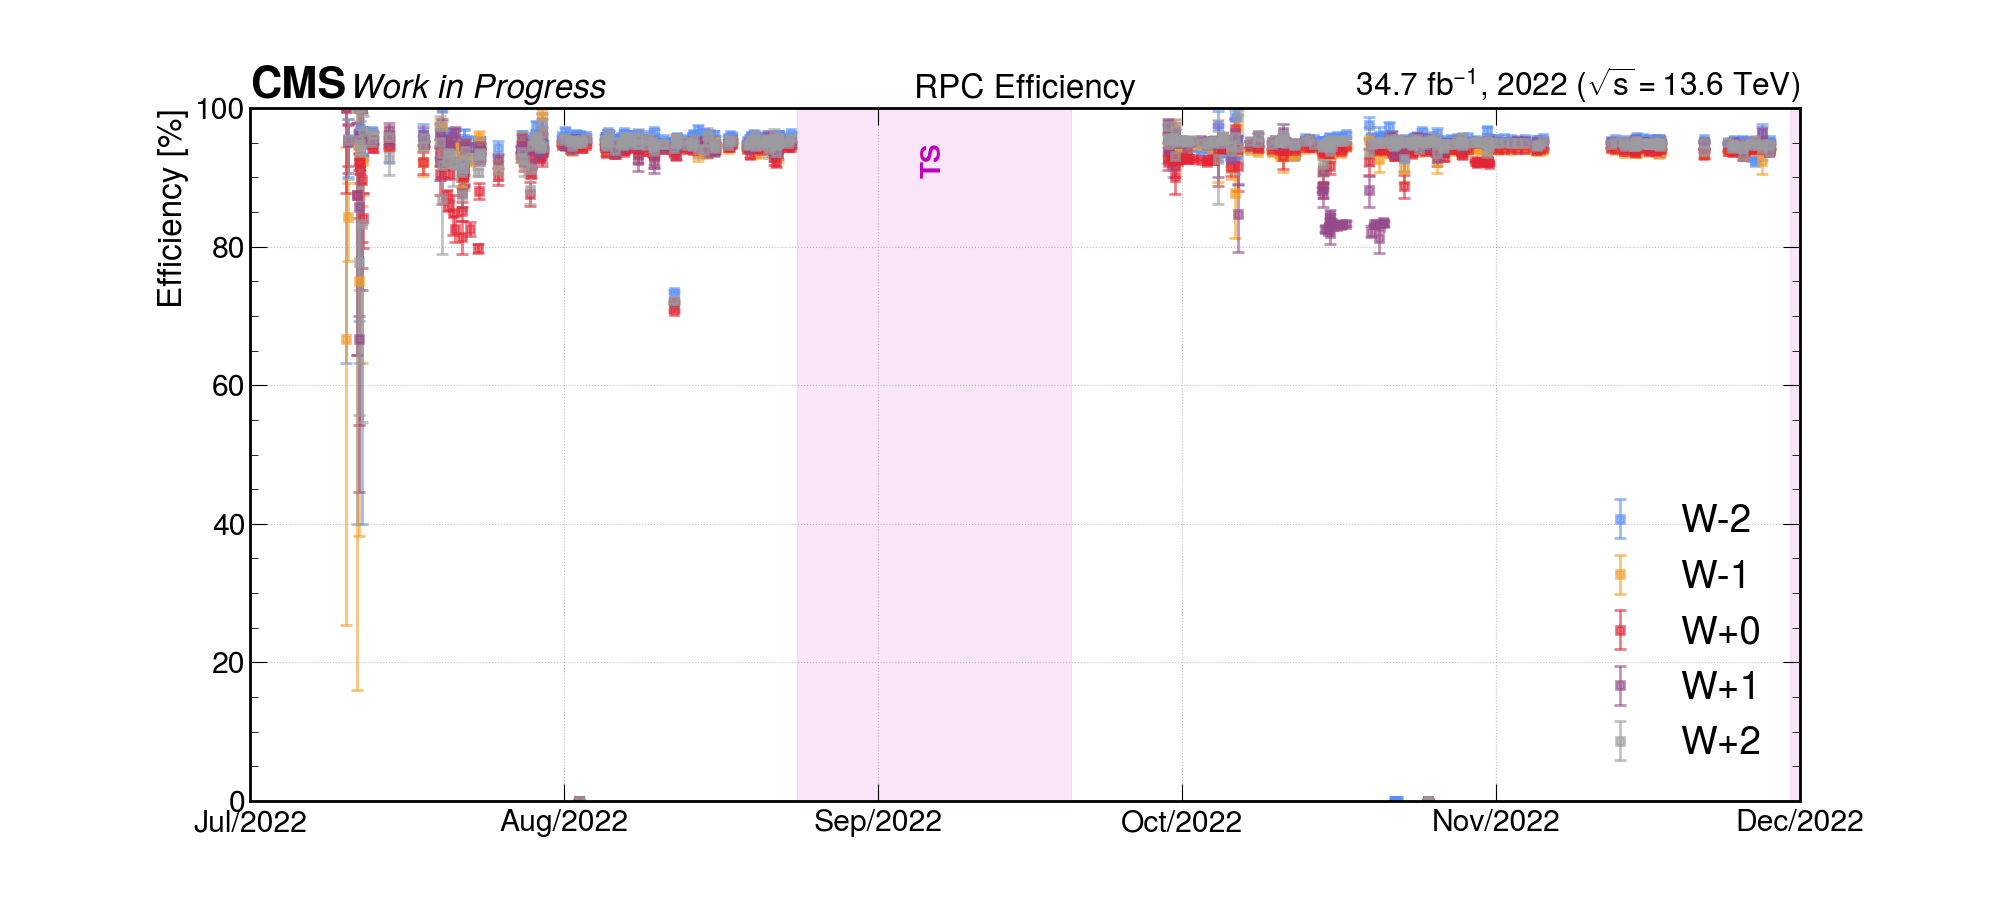 CMS Work in Progress RPC Efficiency 34.7 fb⁻¹, 2022 (√s = 13.6 TeV)
Efficiency [%]
100
80
60
40
20
0
TS
W-2
W-1
W+0
W+1
W+2
Jul/2022 Aug/2022 Sep/2022 Oct/2022 Nov/2022 Dec/2022